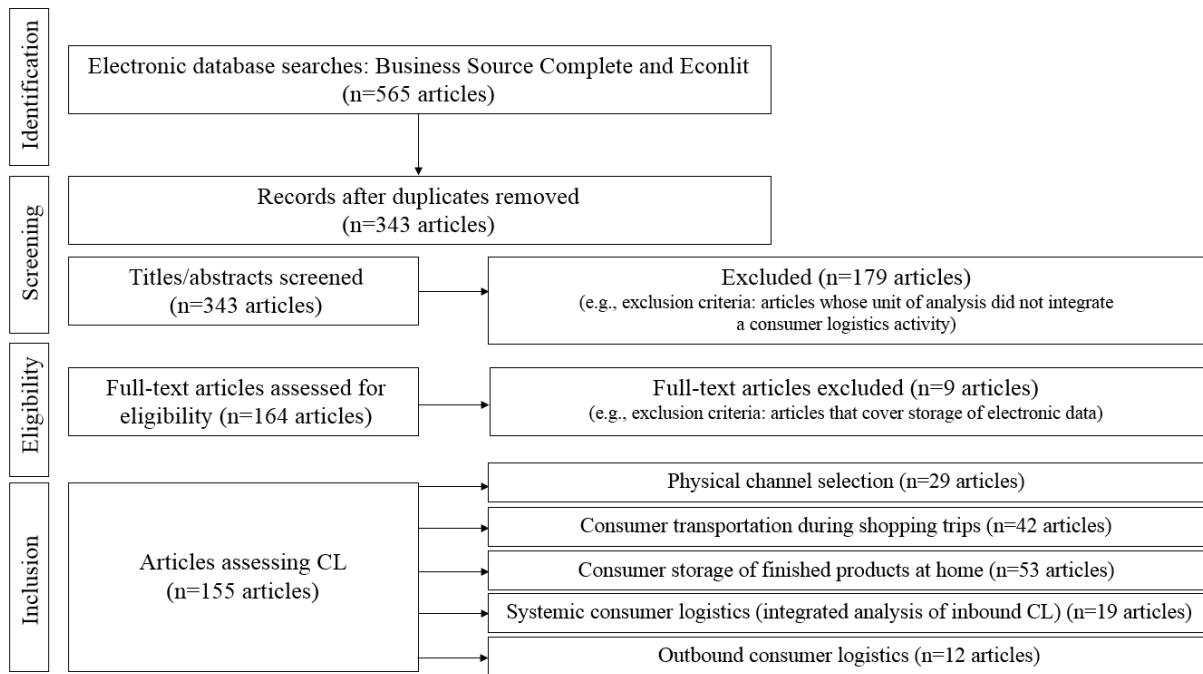 Identification
Electronic database searches: Business Source Complete and Econlit
(n=565 articles)
Screening
Records after duplicates removed
(n=343 articles)
Titles/abstracts screened
(n=343 articles)
Excluded (n=179 articles)
(e.g., exclusion criteria: articles whose unit of analysis did not integrate
a consumer logistics activity)
Eligibility
Full-text articles assessed for
eligibility (n=164 articles)
Full-text articles excluded (n=9 articles)
(e.g., exclusion criteria: articles that cover storage of electronic data)
Inclusion
Articles assessing CL
(n=155 articles)
Physical channel selection (n=29 articles)
Consumer transportation during shopping trips (n=42 articles)
Consumer storage of finished products at home (n=53 articles)
Systemic consumer logistics (integrated analysis of inbound CL) (n=19 articles)
Outbound consumer logistics (n=12 articles)